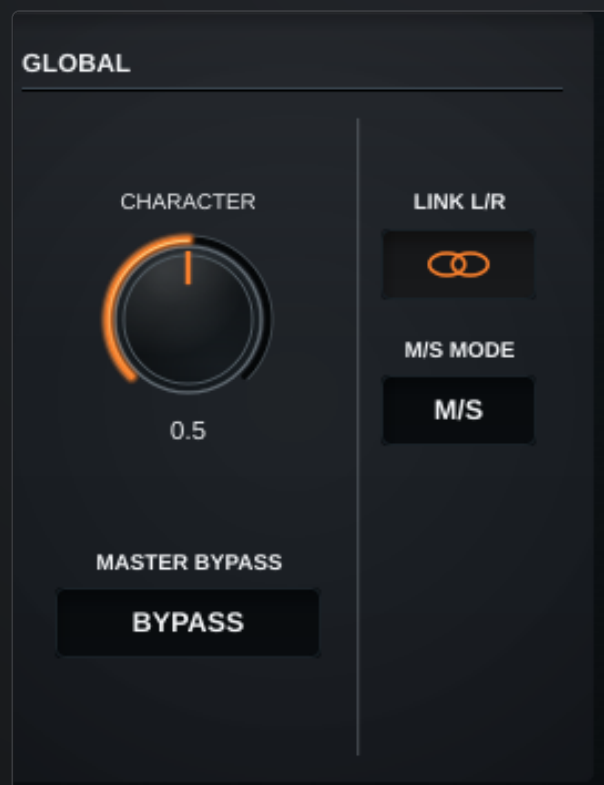 GLOBAL
CHARACTER
0.5
MASTER BYPASS
BYPASS
LINK L/R
M/S MODE
M/S